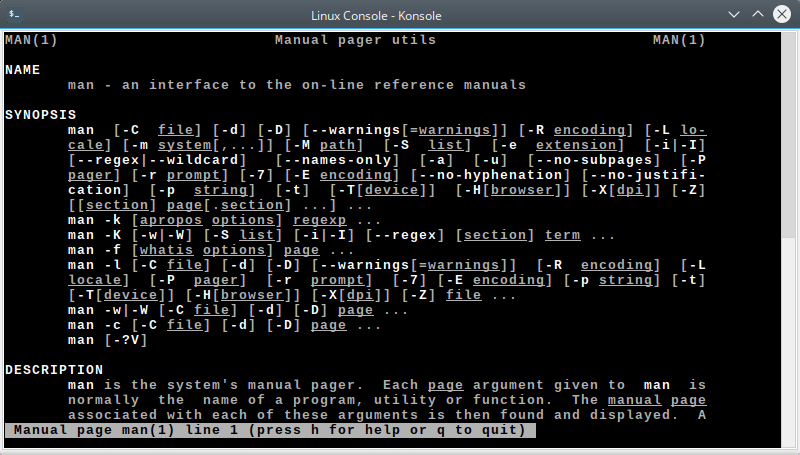 Linux Console - Konsole
MAN(1) Manual pager utils MAN(1)
NAME
man - an interface to the on-line reference manuals
SYNOPSIS
man [-C file] [-d] [-D] [--warnings[=warnings]] [-R encoding] [-L lo-
cale] [-m system[,...]] [-M path] [-S list] [-e extension] [-i|-I]
[--regex|--wildcard] [--names-only] [-a] [-u] [--no-subpages] [-P
pager] [-r prompt] [-7] [-E encoding] [--no-hyphenation] [--no-justifi-
cation] [-p string] [-t] [-T[device]] [-H[browser]] [-X[dpi]] [-Z]
[[section] page[.section] ...] ...
man -k [apropos options] regexp ...
man -K [-w|-W] [-S list] [-i|-I] [--regex] [section] term ...
man -f [whatis options] page ...
man -l [-C file] [-d] [-D] [--warnings[=warnings]] [-R encoding] [-L
locale] [-P pager] [-r prompt] [-7] [-E encoding] [-p string] [-t]
[-T[device]] [-H[browser]] [-X[dpi]] [-Z] file ...
man -w|-W [-C file] [-d] [-D] page ...
man -c [-C file] [-d] [-D] page ...
man [-?V]
DESCRIPTION
man is the system's manual pager. Each page argument given to man is
normally the name of a program, utility or function. The manual page
associated with each of these arguments is then found and displayed. A
Manual page man(1) line 1 (press h for help or q to quit)